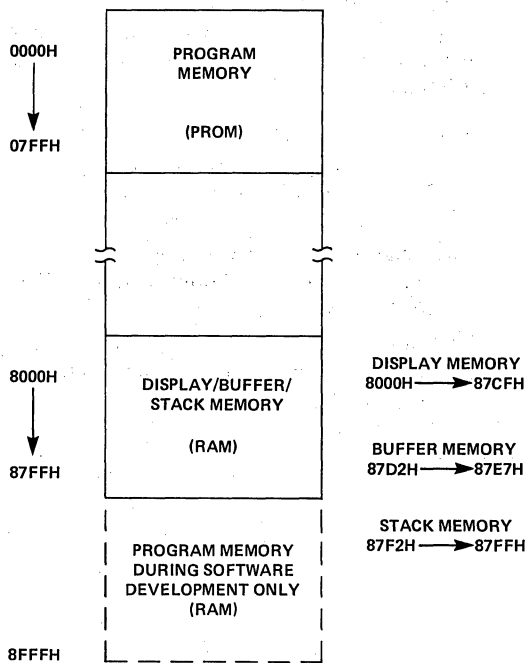 0000H
PROGRAM
MEMORY
(PROM)
07FFH
8000H
DISPLAY/BUFFER/
STACK MEMORY
(RAM)
87FFH
DISPLAY MEMORY
8000H 87CFH
BUFFER MEMORY
87D2H 87E7H
STACK MEMORY
87F2H 87FFH
PROGRAM MEMORY
DURING SOFTWARE
DEVELOPMENT ONLY
(RAM)
8FFFH